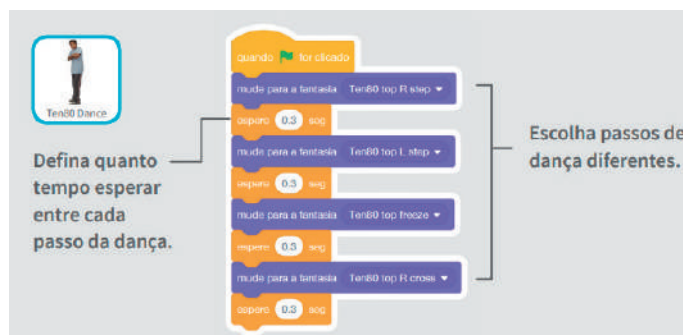 Ten80 Dance
Defina quanto
tempo esperar
entre cada
passo da dança.
quando for clicado
mude para a fantasia Ten80 top R step
espere 0.3 seg
mude para a fantasia Ten80 top L step
espere 0.3 seg
mude para a fantasia Ten80 top freeze
espere 0.3 seg
mude para a fantasia Ten80 top R cross
espere 0.3 seg
Escolha passos de
dança diferentes.